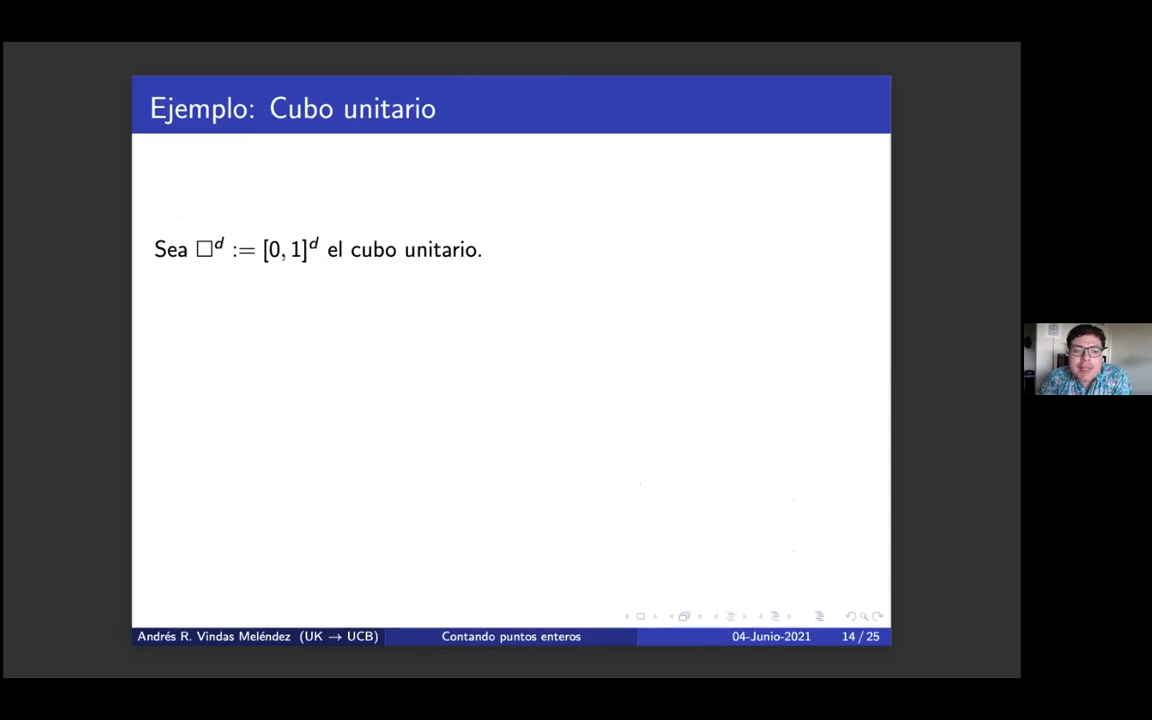 Ejemplo: Cubo unitario
Sea □ᵈ := [0, 1]ᵈ el cubo unitario.
Andrés R. Vindas Meléndez (UK → UCB) Contando puntos enteros 04-Junio-2021 14 / 25